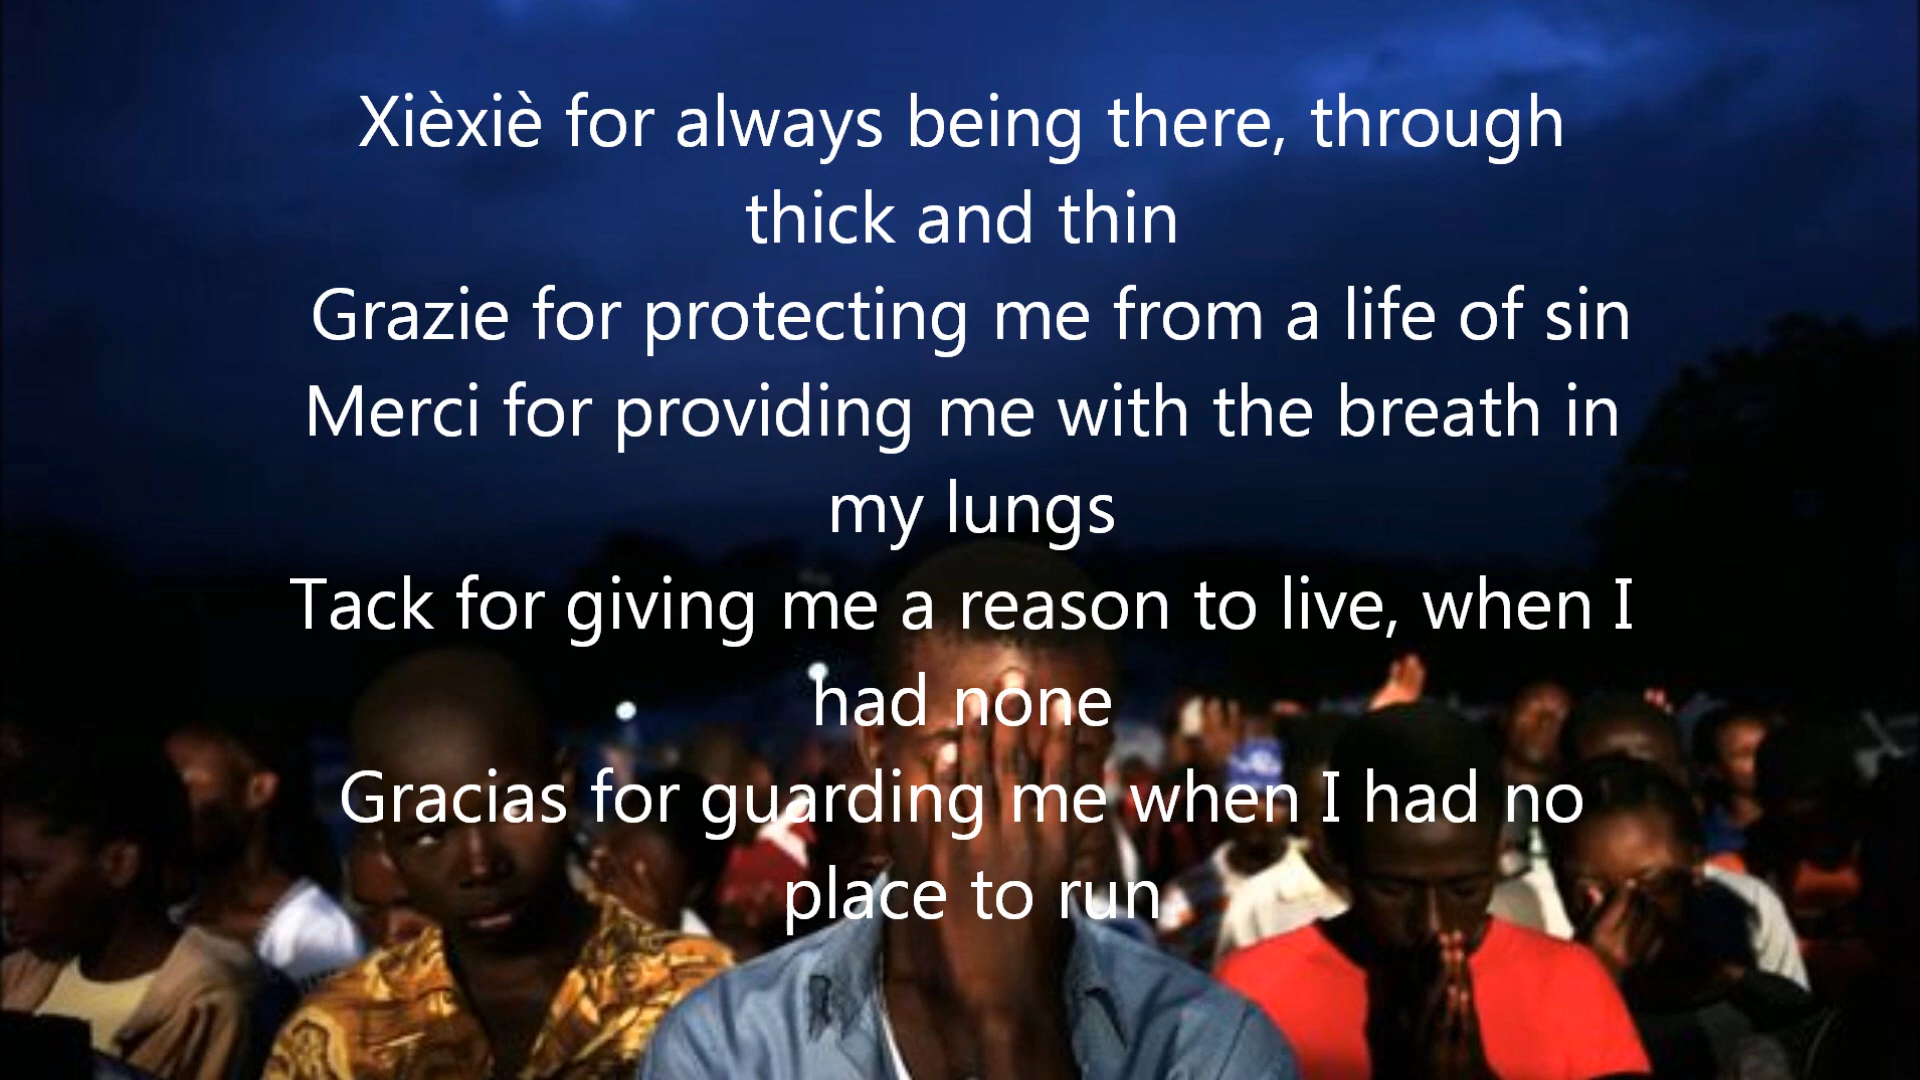 Xièxiè for always being there, through
thick and thin
Grazie for protecting me from a life of sin
Merci for providing me with the breath in
my lungs
Tack for giving me a reason to live, when I
had none
Gracias for guarding me when I had no
place to run